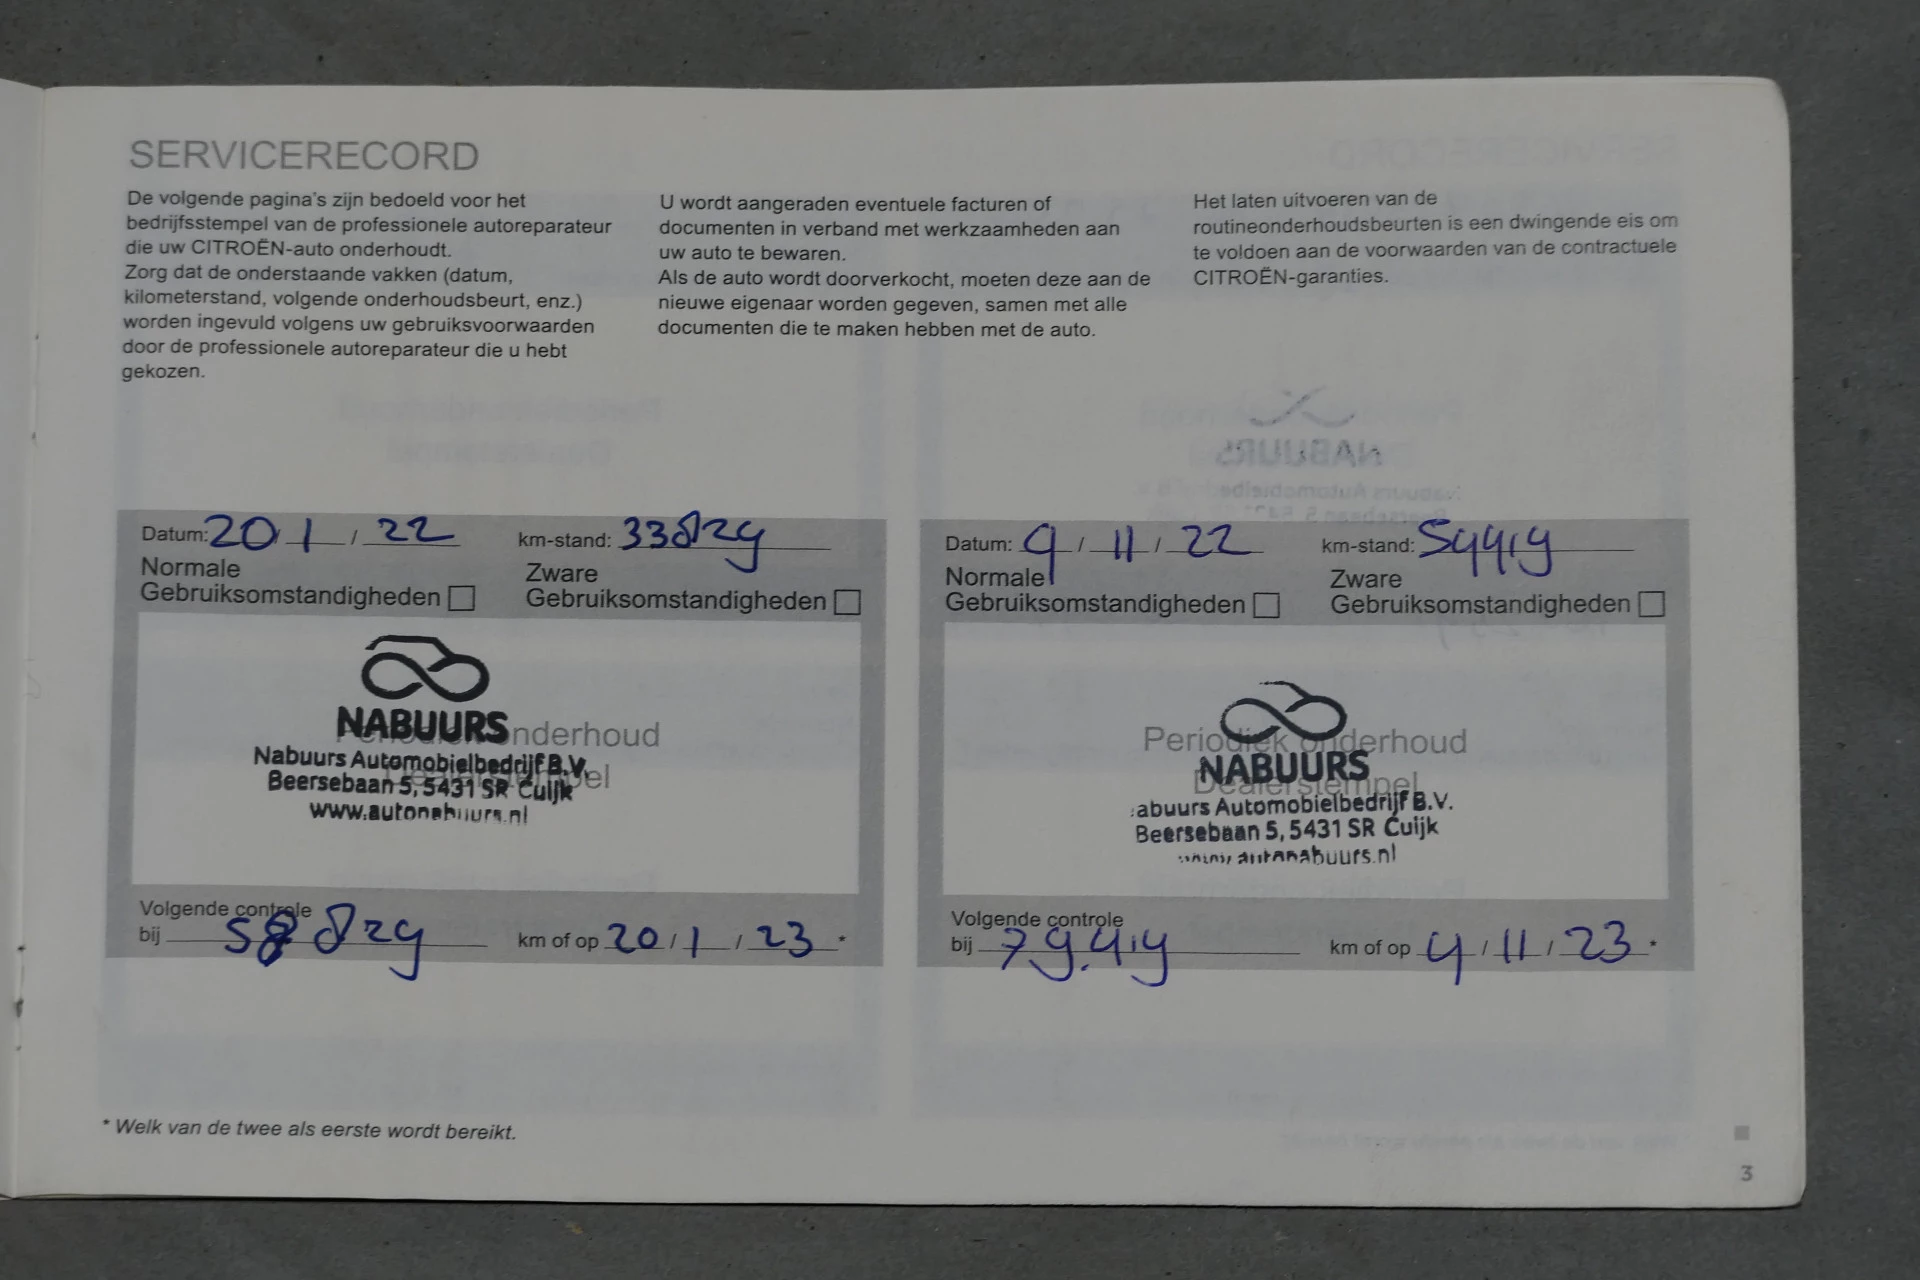 SERVICERECORD
De volgende pagina's zijn bedoeld voor het
bedrijfsstempel van de professionele autoreparateur
die uw CITROËN-auto onderhoudt.
Zorg dat de onderstaande vakken (datum,
kilometerstand, volgende onderhoudsbeurt, enz.)
worden ingevuld volgens uw gebruiksvoorwaarden
door de professionele autoreparateur die u hebt
gekozen.
U wordt aangeraden eventuele facturen of
documenten in verband met werkzaamheden aan
uw auto te bewaren.
Als de auto wordt doorverkocht, moeten deze aan de
nieuwe eigenaar worden gegeven, samen met alle
documenten die te maken hebben met de auto.
Het laten uitvoeren van de
routineonderhoudsbeurten is een dwingende eis om
te voldoen aan de voorwaarden van de contractuele
CITROËN-garanties.
Datum: 20 / 1 / 22 km-stand: 33829
Normale
Gebruiksomstandigheden
Zware
Gebruiksomstandigheden
Periodiek onderhoud
Dealerstempel
NABUURS
Nabuurs Automobielbedrijf B.V.
Beersebaan 5, 5431 SR Cuijk
www.autonabuurs.nl
Volgende controle
bij 58829 km of op 20 / 1 / 23 *
Datum: 9 / 11 / 22 km-stand:
Normale
Gebruiksomstandigheden
Zware
Gebruiksomstandigheden
Periodiek onderhoud
Dealerstempel
NABUURS
abuurs Automobielbedrijf B.V.
Beersebaan 5, 5431 SR Cuijk
www.autonabuurs.nl
Volgende controle
bij km of op / 11 / 23 *
* Welk van de twee als eerste wordt bereikt.
3